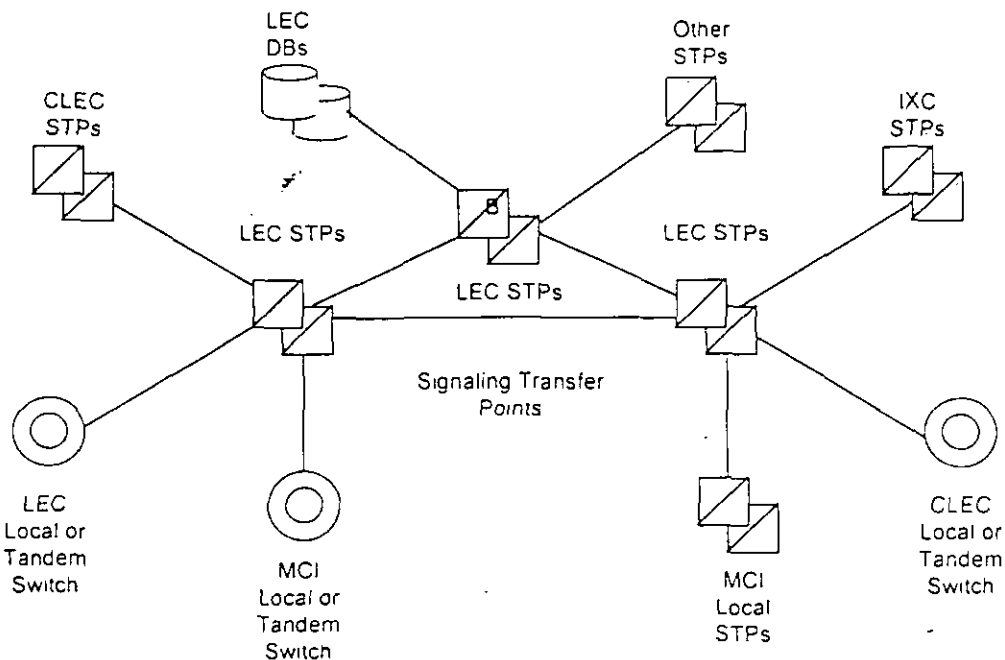 LEC
DBs
Other
STPs
CLEC
STPs
IXC
STPs
8
LEC STPs
LEC STPs
LEC STPs
Signaling Transfer
Points
LEC
Local or
Tandem
Switch
MCI
Local or
Tandem
Switch
MCI
Local
STPs
CLEC
Local or
Tandem
Switch